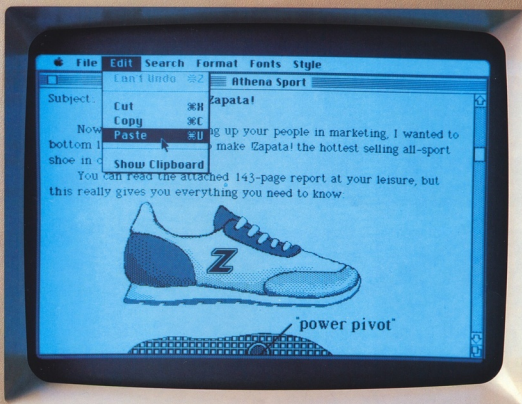 File Edit Search Format Fonts Style
Athena Sport
Can't Undo ⌘Z
Cut ⌘X
Copy ⌘C
Paste ⌘V
Show Clipboard
Subject: Zapata!
Now ng up your people in marketing, I wanted to
bottom l o make Zapata! the hottest selling all-sport
shoe in c
You can read the attached 143-page report at your leisure, but
this really gives you everything you need to know:
Z
"power pivot"